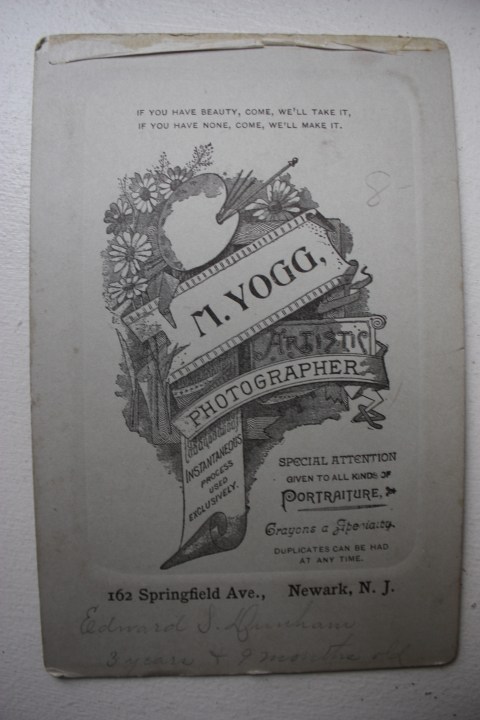 IF YOU HAVE BEAUTY, COME, WE'LL TAKE IT,
IF YOU HAVE NONE, COME, WE'LL MAKE IT.
8-
M. YOGG,
ARTISTIC
PHOTOGRAPHER
INSTANTANEOUS
PROCESS
USED
EXCLUSIVELY.
SPECIAL ATTENTION
GIVEN TO ALL KINDS OF
PORTRAITURE,
Crayons a Specialty.
DUPLICATES CAN BE HAD
AT ANY TIME.
162 Springfield Ave., Newark, N. J.
Edward S.
3 years & 9 months old